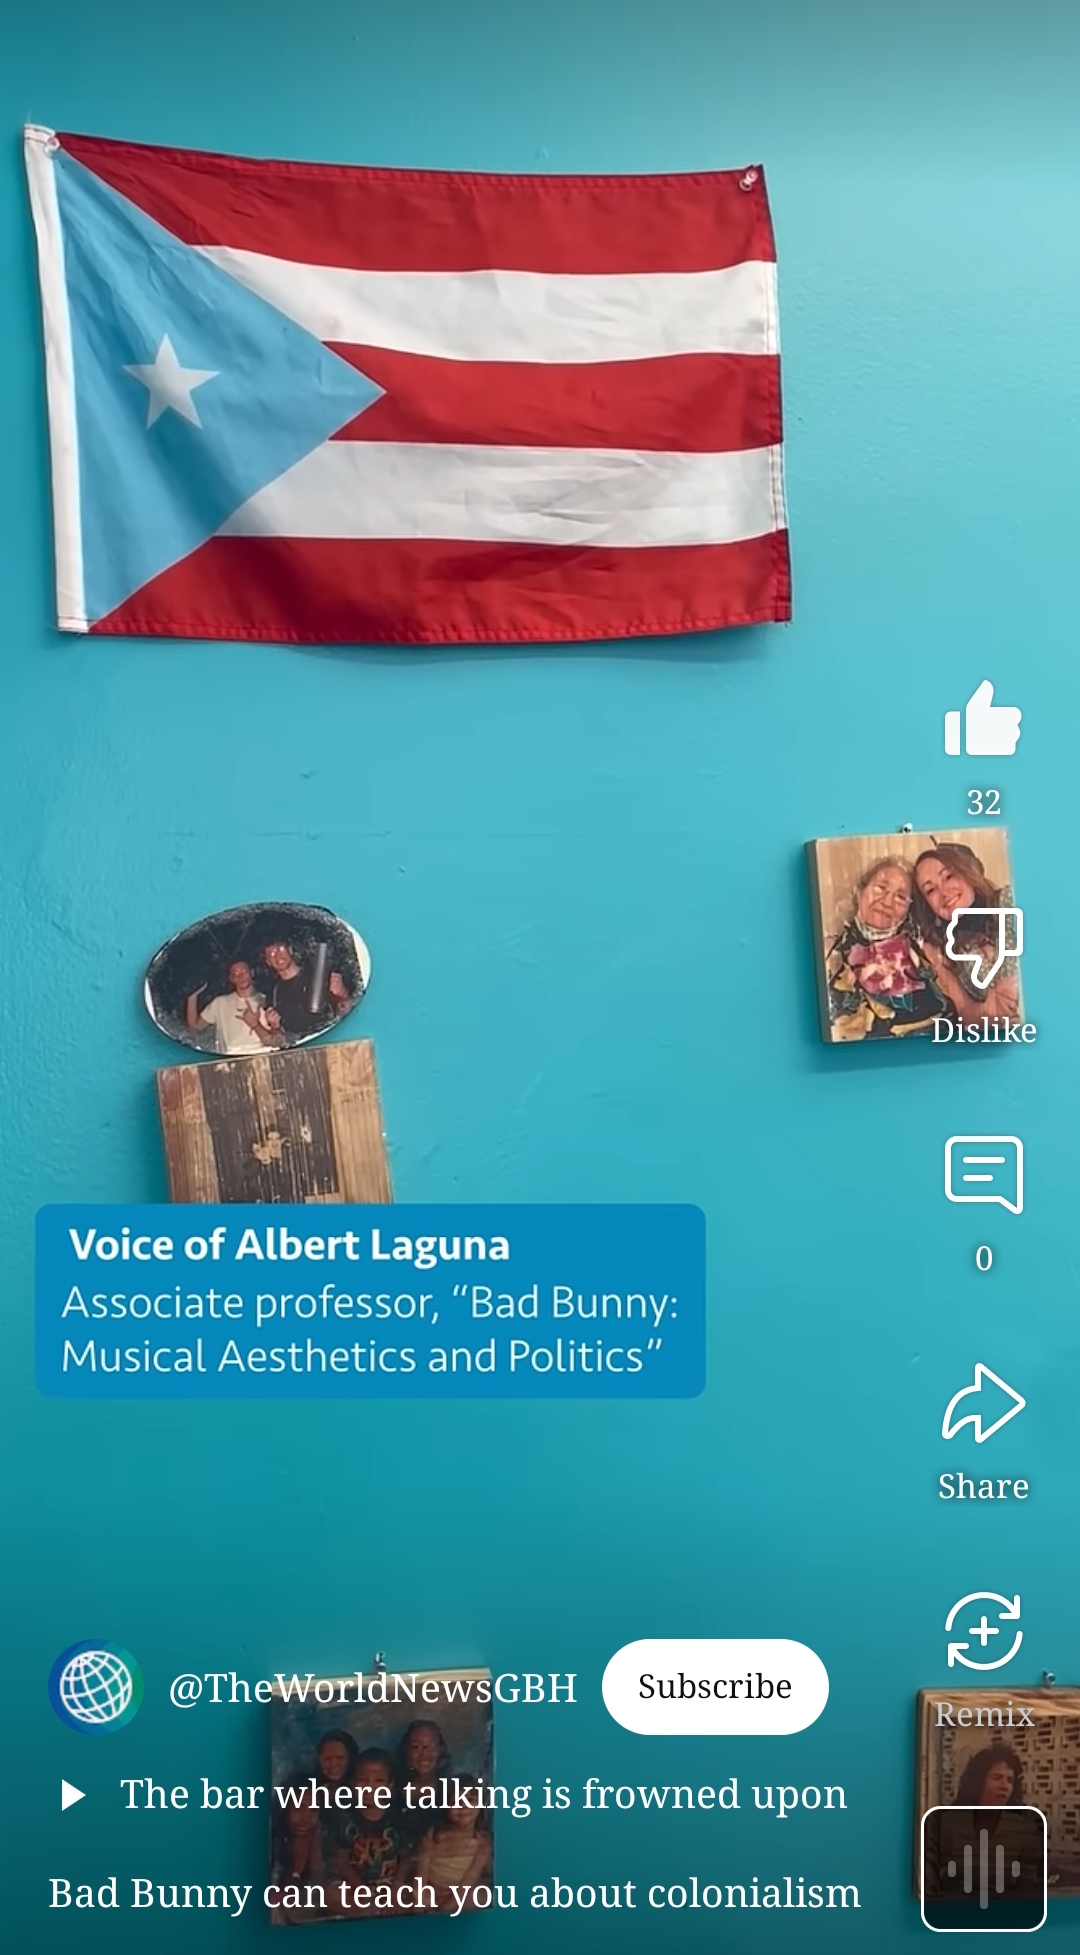 32
Dislike
0
Voice of Albert Laguna
Associate professor, “Bad Bunny:
Musical Aesthetics and Politics”
Share
Remix
@TheWorldNewsGBH
Subscribe
The bar where talking is frowned upon
Bad Bunny can teach you about colonialism